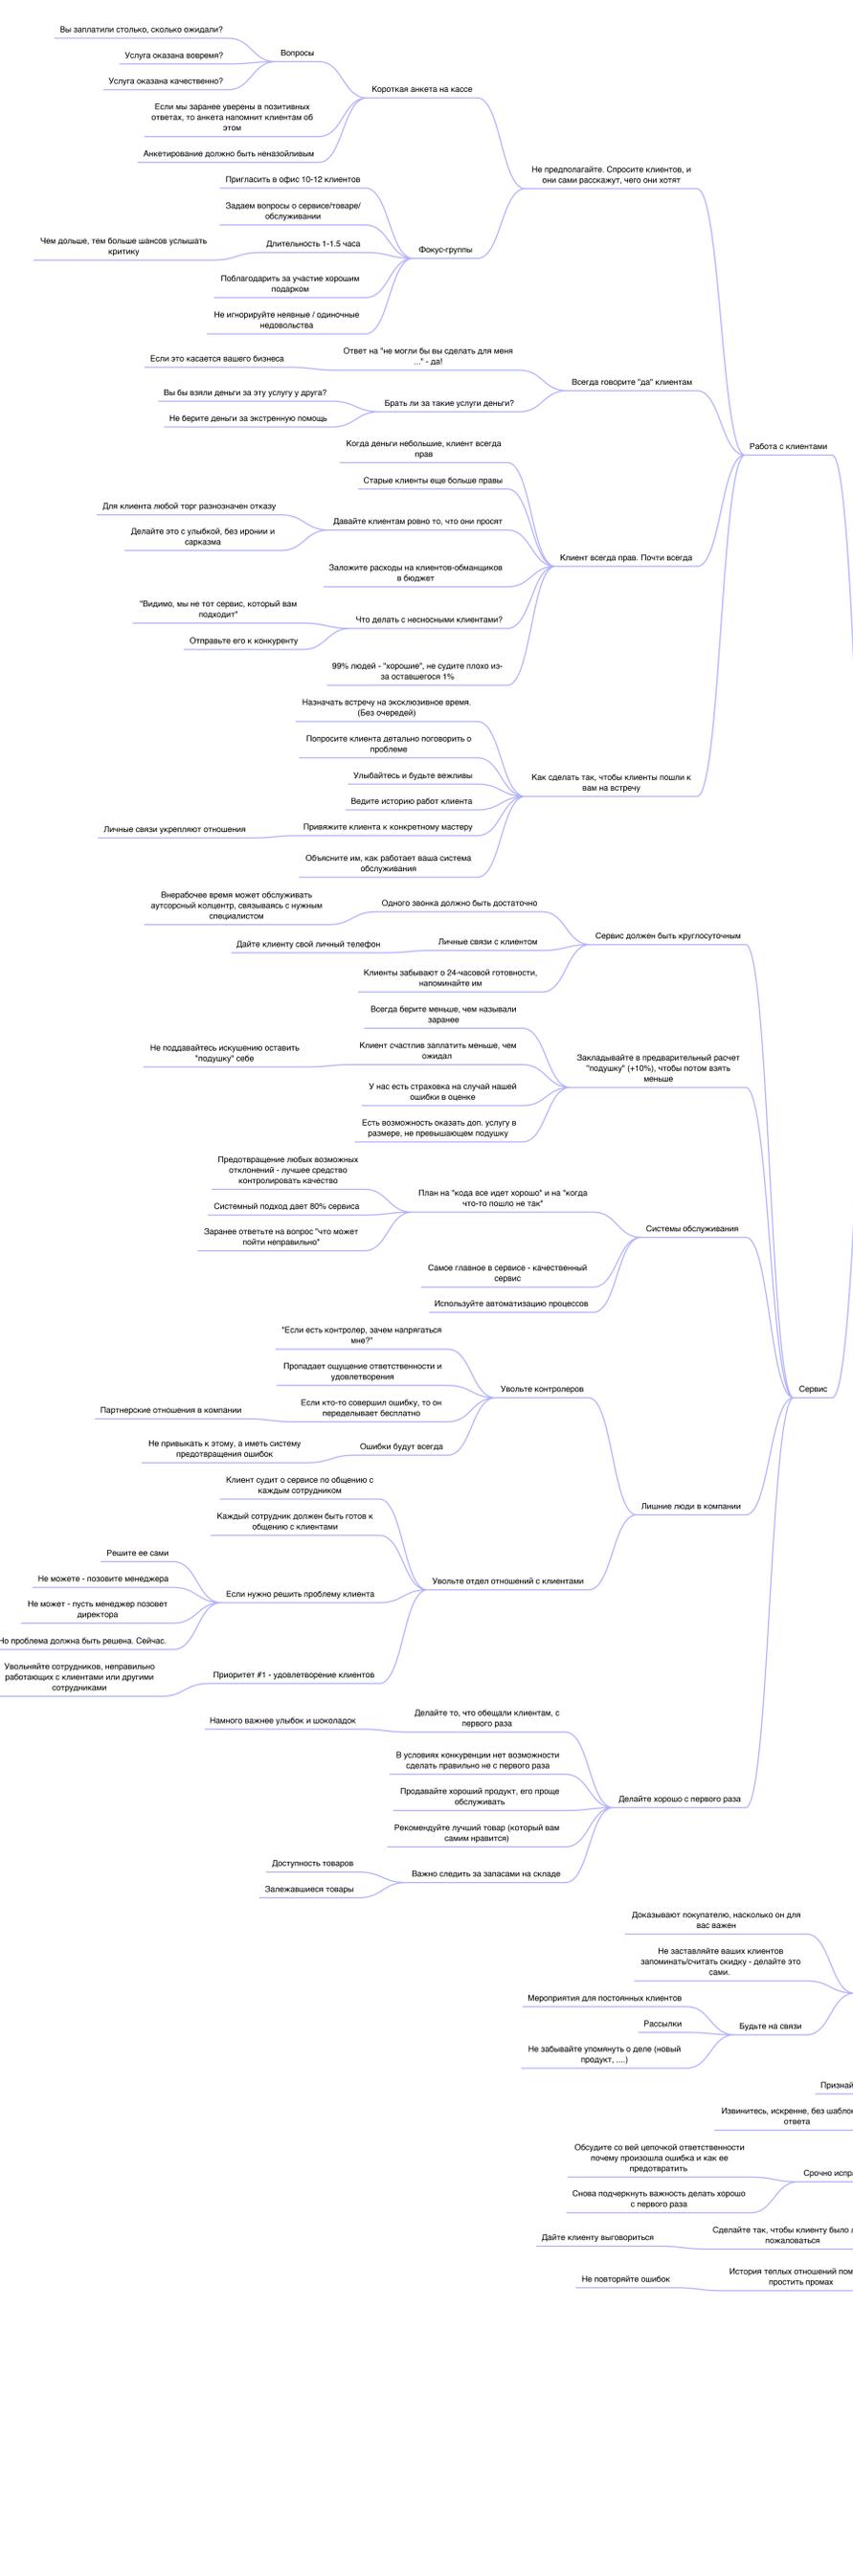 Вы заплатили столько, сколько ожидали?
Услуга оказана вовремя?
Услуга оказана качественно?
Вопросы
Если мы заранее уверены в позитивных
ответах, то анкета напомнит клиентам об
этом
Анкетирование должно быть неназойливым
Короткая анкета на кассе
Пригласить в офис 10-12 клиентов
Задаем вопросы о сервисе/товаре/
обслуживании
Чем дольше, тем больше шансов услышать
критику
Длительность 1-1.5 часа
Поблагодарить за участие хорошим
подарком
Не игнорируйте неявные / одиночные
недовольства
Фокус-группы
Не предполагайте. Спросите клиентов, и
они сами расскажут, чего они хотят
Если это касается вашего бизнеса
Ответ на "не могли бы вы сделать для меня
..." - да!
Вы бы взяли деньги за эту услугу у друга?
Не берите деньги за экстренную помощь
Брать ли за такие услуги деньги?
Всегда говорите "да" клиентам
Когда деньги небольшие, клиент всегда
прав
Старые клиенты еще больше правы
Для клиента любой торг разнозначен отказу
Делайте это с улыбкой, без иронии и
сарказма
Давайте клиентам ровно то, что они просят
Заложите расходы на клиентов-обманщиков
в бюджет
"Видимо, мы не тот сервис, который вам
подходит"
Отправьте его к конкуренту
Что делать с несносными клиентами?
99% людей - "хорошие", не судите плохо из-
за оставшегося 1%
Клиент всегда прав. Почти всегда
Назначать встречу на эксклюзивное время.
(Без очередей)
Попросите клиента детально поговорить о
проблеме
Улыбайтесь и будьте вежливы
Ведите историю работ клиента
Личные связи укрепляют отношения
Привяжите клиента к конкретному мастеру
Объясните им, как работает ваша система
обслуживания
Как сделать так, чтобы клиенты пошли к
вам на встречу
Работа с клиентами
Внерабочее время может обслуживать
аутсорсный колцентр, связываясь с нужным
специалистом
Одного звонка должно быть достаточно
Дайте клиенту свой личный телефон
Личные связи с клиентом
Клиенты забывают о 24-часовой готовности,
напоминайте им
Сервис должен быть круглосуточным
Всегда берите меньше, чем называли
заранее
Не поддавайтесь искушению оставить
"подушку" себе
Клиент счастлив заплатить меньше, чем
ожидал
У нас есть страховка на случай нашей
ошибки в оценке
Есть возможность оказать доп. услугу в
размере, не превышающем подушку
Закладывайте в предварительный расчет
"подушку" (+10%), чтобы потом взять
меньше
Предотвращение любых возможных
отклонений - лучшее средство
контролировать качество
Системный подход дает 80% сервиса
Заранее ответьте на вопрос "что может
пойти неправильно"
План на "кода все идет хорошо" и на "когда
что-то пошло не так"
Самое главное в сервисе - качественный
сервис
Используйте автоматизацию процессов
Системы обслуживания
"Если есть контролер, зачем напрягаться
мне?"
Пропадает ощущение ответственности и
удовлетворения
Партнерские отношения в компании
Если кто-то совершил ошибку, то он
переделывает бесплатно
Не привыкать к этому, а иметь систему
предотвращения ошибок
Ошибки будут всегда
Увольте контролеров
Клиент судит о сервисе по общению с
каждым сотрудником
Каждый сотрудник должен быть готов к
общению с клиентами
Решите ее сами
Не можете - позовите менеджера
Не может - пусть менеджер позовет
директора
Но проблема должна быть решена. Сейчас.
Если нужно решить проблему клиента
Увольняйте сотрудников, неправильно
работающих с клиентами или другими
сотрудниками
Приоритет #1 - удовлетворение клиентов
Увольте отдел отношений с клиентами
Лишние люди в компании
Намного важнее улыбок и шоколадок
Делайте то, что обещали клиентам, с
первого раза
В условиях конкуренции нет возможности
сделать правильно не с первого раза
Продавайте хороший продукт, его проще
обслуживать
Рекомендуйте лучший товар (который вам
самим нравится)
Доступность товаров
Залежавшиеся товары
Важно следить за запасами на складе
Делайте хорошо с первого раза
Сервис
Доказывают покупателю, насколько он для
вас важен
Не заставляйте ваших клиентов
запоминать/считать скидку - делайте это
сами.
Мероприятия для постоянных клиентов
Рассылки
Не забывайте упомянуть о деле (новый
продукт, ....)
Будьте на связи
Признай
Извинитесь, искренне, без шаблон
ответа
Обсудите со вей цепочкой ответственности
почему произошла ошибка и как ее
предотвратить
Снова подчеркнуть важность делать хорошо
с первого раза
Срочно испра
Дайте клиенту выговориться
Сделайте так, чтобы клиенту было л
пожаловаться
Не повторяйте ошибок
История теплых отношений пом
простить промах